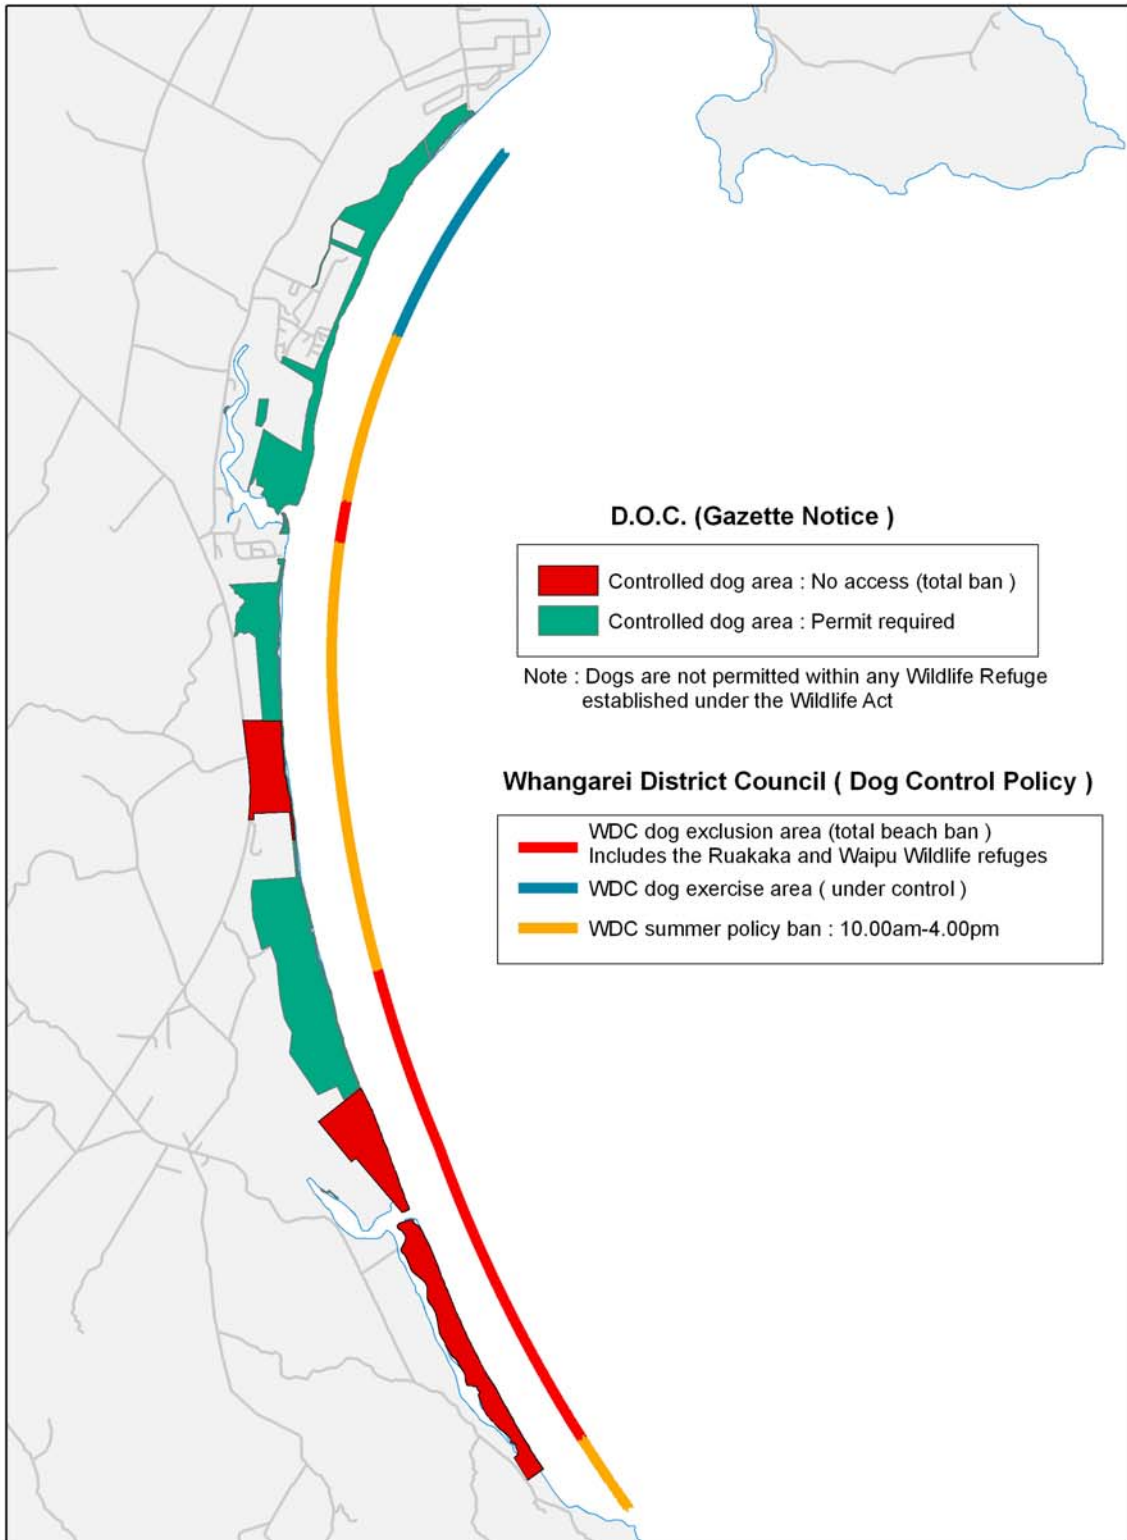 D.O.C. (Gazette Notice )
Controlled dog area : No access (total ban )
Controlled dog area : Permit required
Note : Dogs are not permitted within any Wildlife Refuge
established under the Wildlife Act
Whangarei District Council ( Dog Control Policy )
WDC dog exclusion area (total beach ban )
Includes the Ruakaka and Waipu Wildlife refuges
WDC dog exercise area ( under control )
WDC summer policy ban : 10.00am-4.00pm